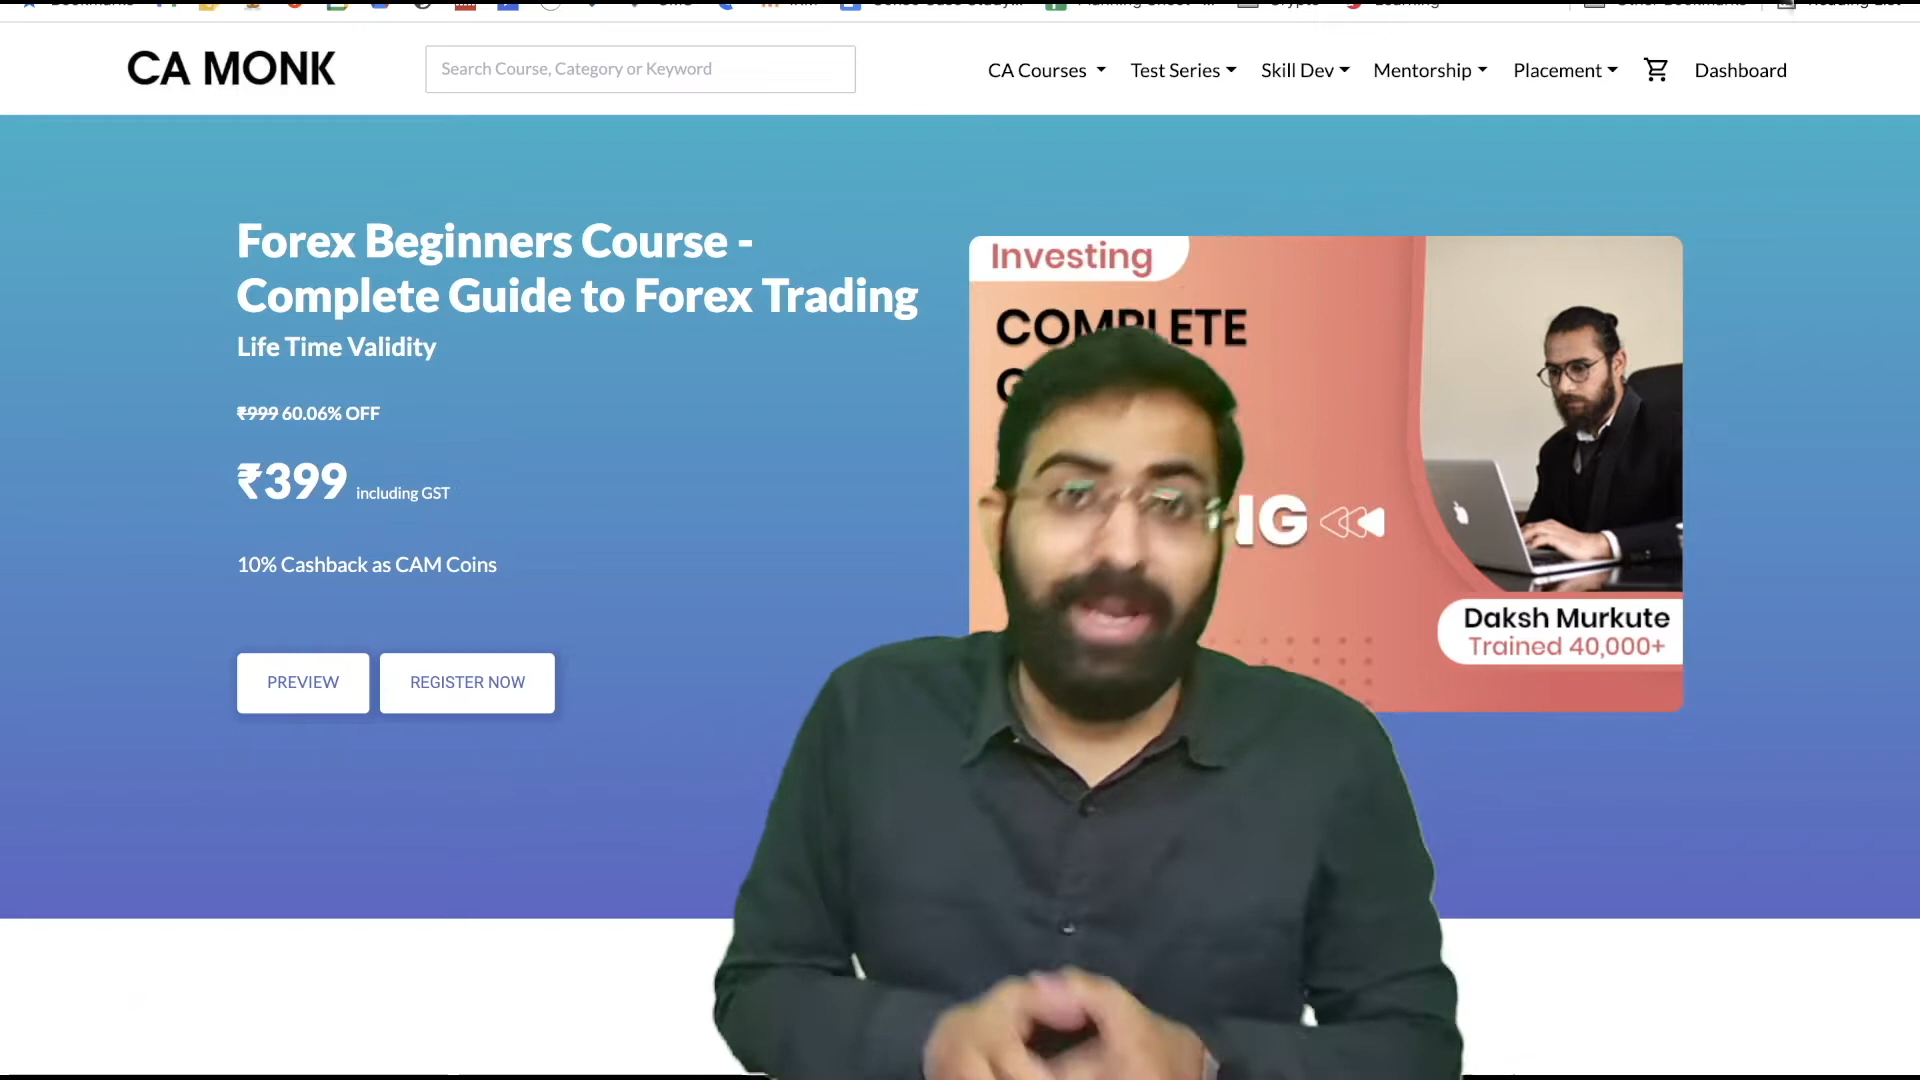 CA MONK
Search Course, Category or Keyword
CA Courses
Test Series
Skill Dev
Mentorship
Placement
Dashboard
Forex Beginners Course -
Complete Guide to Forex Trading
Life Time Validity
₹999 60.06% OFF
₹399 including GST
10% Cashback as CAM Coins
PREVIEW
REGISTER NOW
Investing
COMPLETE
Daksh Murkute
Trained 40,000+